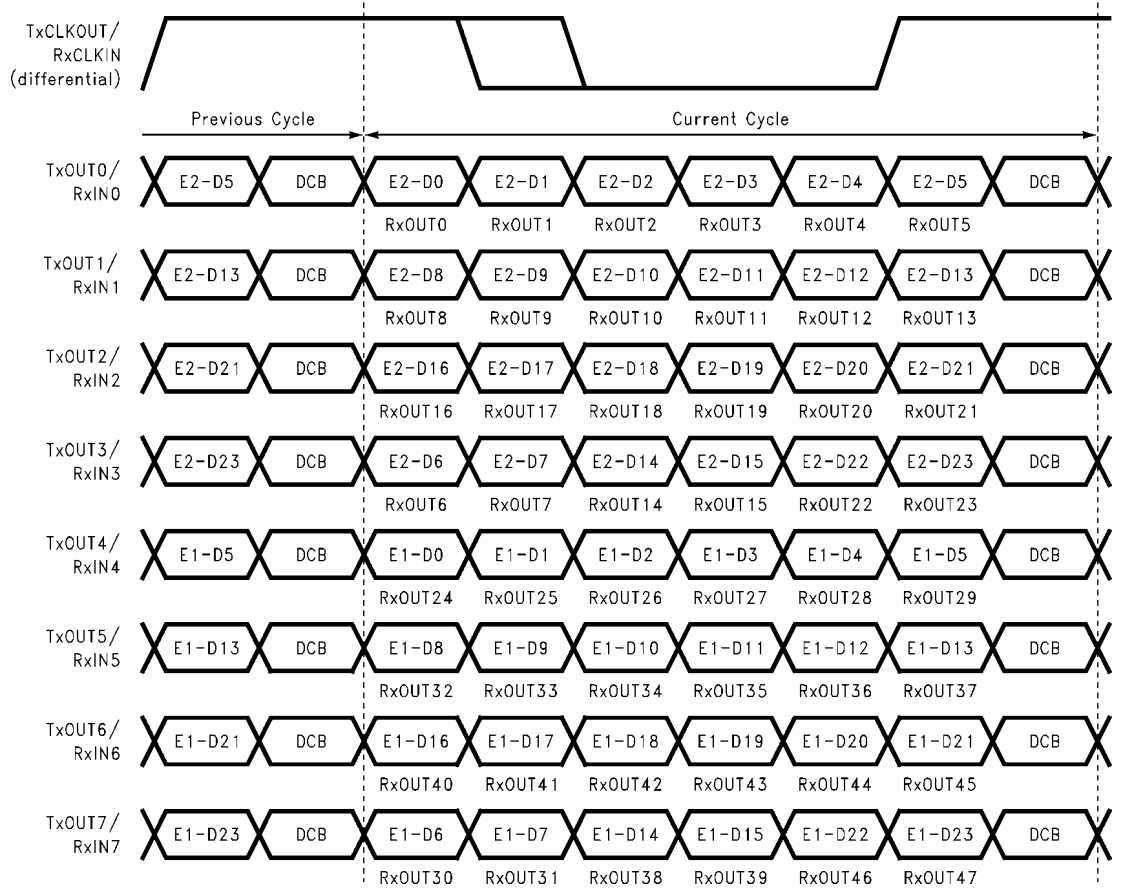 TxCLKOUT/
RxCLKIN
(differential)
Previous Cycle Current Cycle
TxOUT0/
RxIN0
E2-D5 DCB E2-D0 E2-D1 E2-D2 E2-D3 E2-D4 E2-D5 DCB
RxOUT0 RxOUT1 RxOUT2 RxOUT3 RxOUT4 RxOUT5
TxOUT1/
RxIN1
E2-D13 DCB E2-D8 E2-D9 E2-D10 E2-D11 E2-D12 E2-D13 DCB
RxOUT8 RxOUT9 RxOUT10 RxOUT11 RxOUT12 RxOUT13
TxOUT2/
RxIN2
E2-D21 DCB E2-D16 E2-D17 E2-D18 E2-D19 E2-D20 E2-D21 DCB
RxOUT16 RxOUT17 RxOUT18 RxOUT19 RxOUT20 RxOUT21
TxOUT3/
RxIN3
E2-D23 DCB E2-D6 E2-D7 E2-D14 E2-D15 E2-D22 E2-D23 DCB
RxOUT6 RxOUT7 RxOUT14 RxOUT15 RxOUT22 RxOUT23
TxOUT4/
RxIN4
E1-D5 DCB E1-D0 E1-D1 E1-D2 E1-D3 E1-D4 E1-D5 DCB
RxOUT24 RxOUT25 RxOUT26 RxOUT27 RxOUT28 RxOUT29
TxOUT5/
RxIN5
E1-D13 DCB E1-D8 E1-D9 E1-D10 E1-D11 E1-D12 E1-D13 DCB
RxOUT32 RxOUT33 RxOUT34 RxOUT35 RxOUT36 RxOUT37
TxOUT6/
RxIN6
E1-D21 DCB E1-D16 E1-D17 E1-D18 E1-D19 E1-D20 E1-D21 DCB
RxOUT40 RxOUT41 RxOUT42 RxOUT43 RxOUT44 RxOUT45
TxOUT7/
RxIN7
E1-D23 DCB E1-D6 E1-D7 E1-D14 E1-D15 E1-D22 E1-D23 DCB
RxOUT30 RxOUT31 RxOUT38 RxOUT39 RxOUT46 RxOUT47